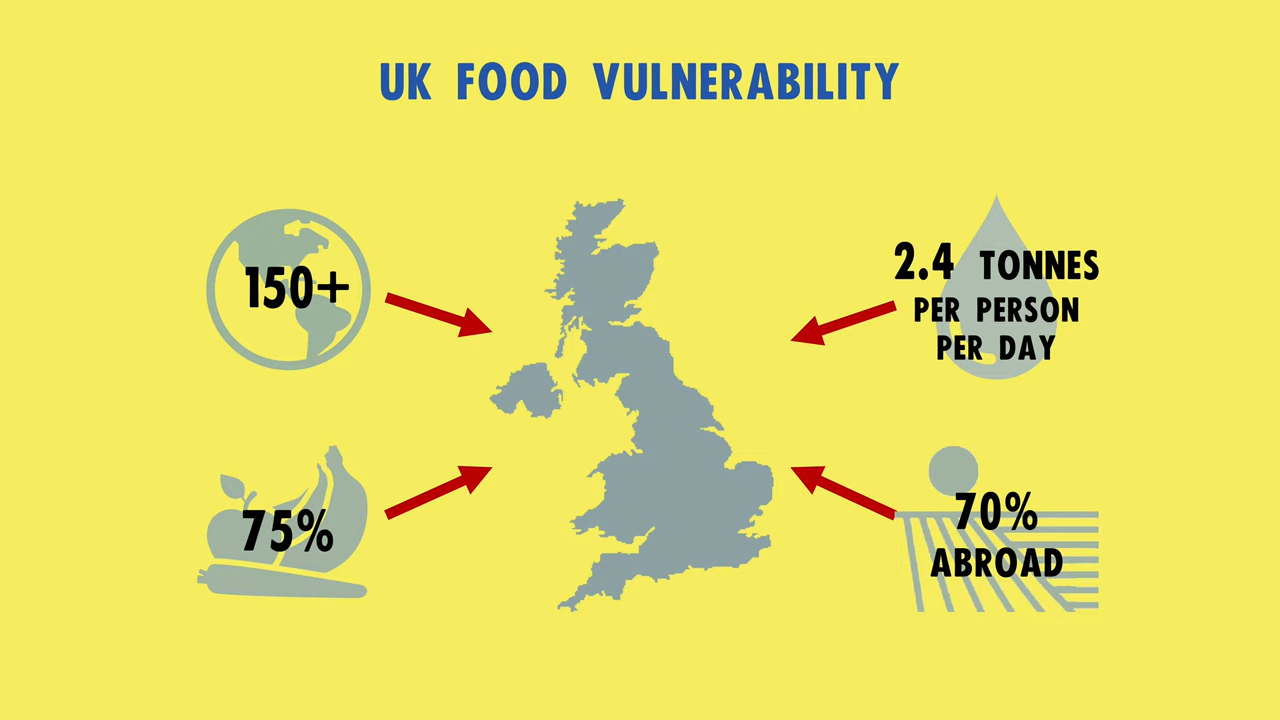 UK FOOD VULNERABILITY
150+
2.4 TONNES
PER PERSON
PER DAY
75%
70%
ABROAD